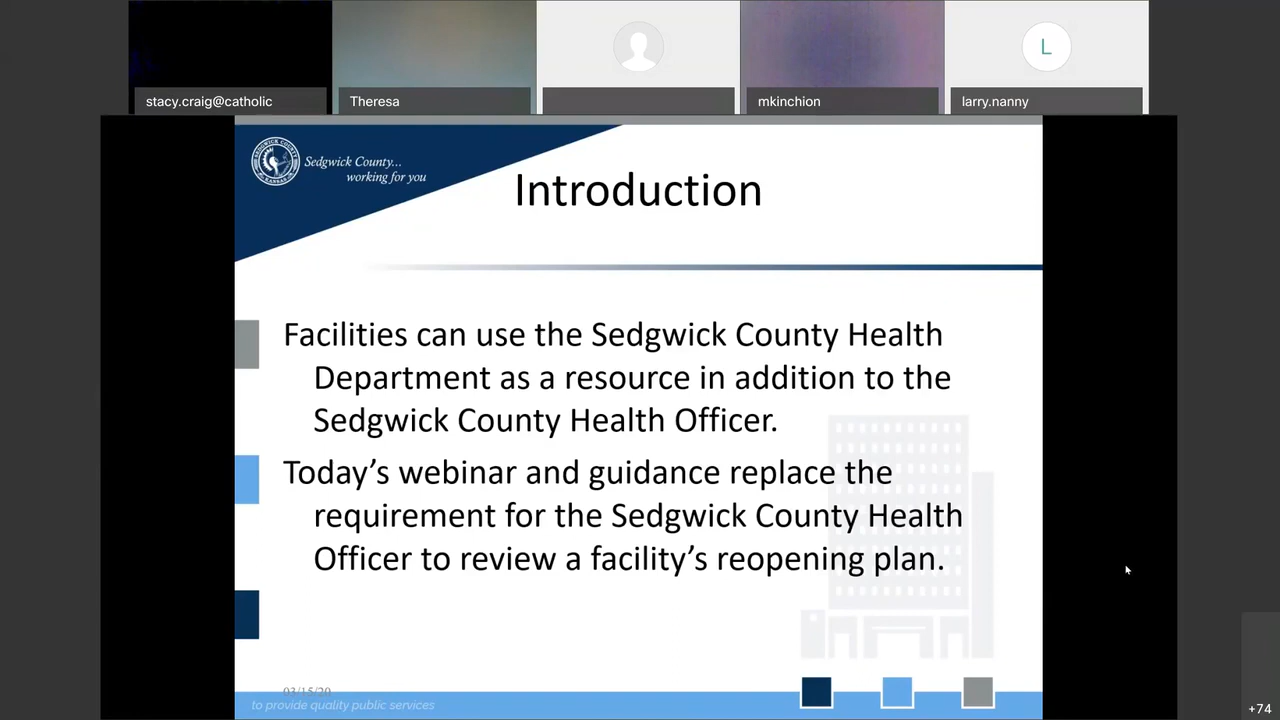 stacy.craig@catholic
Theresa
mkinchion
L
larry.nanny
Sedgwick County...
working for you
Introduction
Facilities can use the Sedgwick County Health
Department as a resource in addition to the
Sedgwick County Health Officer.
Today’s webinar and guidance replace the
requirement for the Sedgwick County Health
Officer to review a facility’s reopening plan.
03/15/20
to provide quality public services
+74